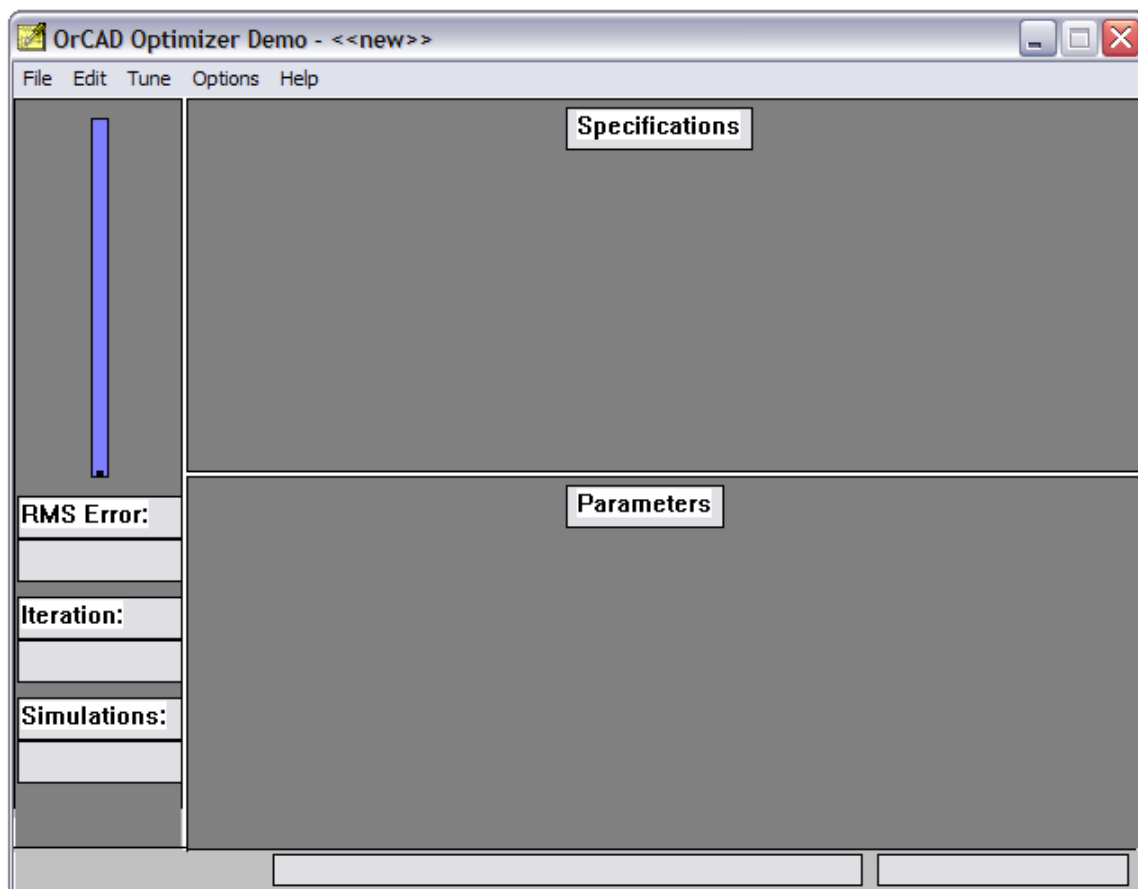 OrCAD Optimizer Demo - <<new>>
File Edit Tune Options Help
Specifications
RMS Error:
Iteration:
Simulations:
Parameters